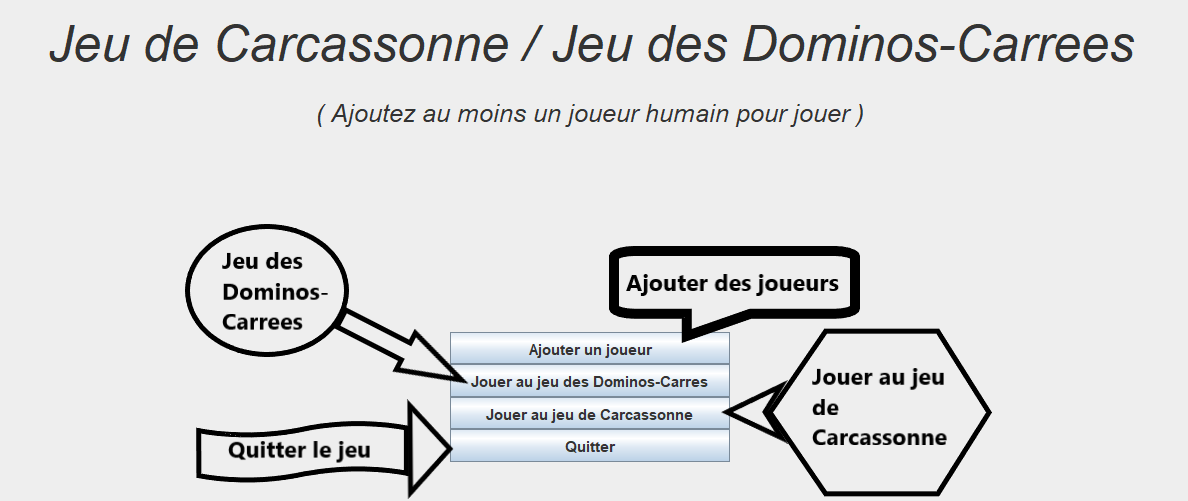 Jeu de Carcassonne / Jeu des Dominos-Carrees
( Ajoutez au moins un joueur humain pour jouer )
Jeu des
Dominos-
Carrees
Ajouter des joueurs
Ajouter un joueur
Jouer au jeu des Dominos-Carres
Jouer au jeu de Carcassonne
Quitter
Jouer au jeu
de
Carcassonne
Quitter le jeu